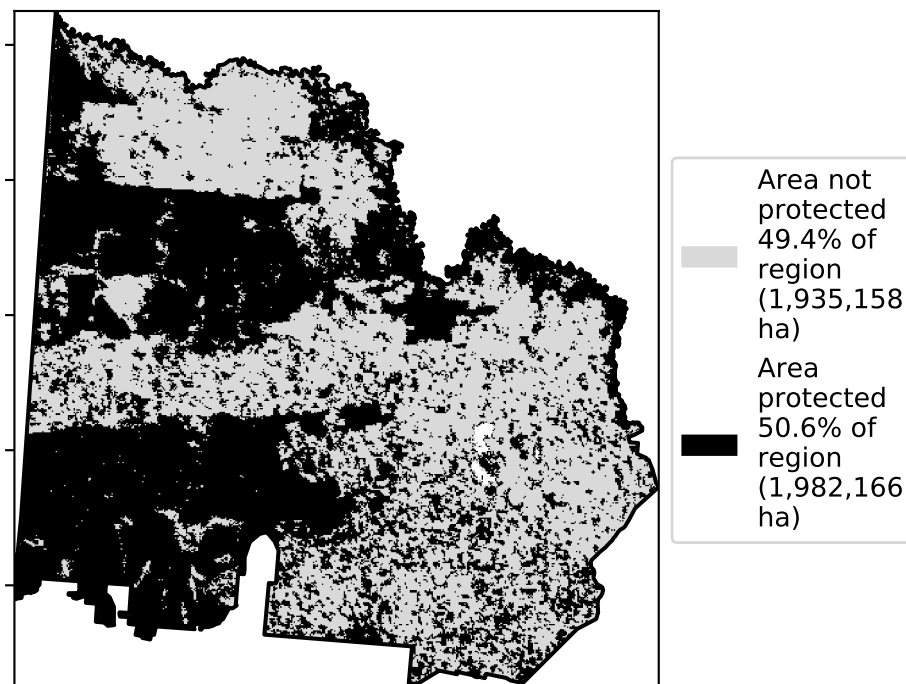 Area not
protected
49.4% of
region
(1,935,158
ha)
Area
protected
50.6% of
region
(1,982,166
ha)